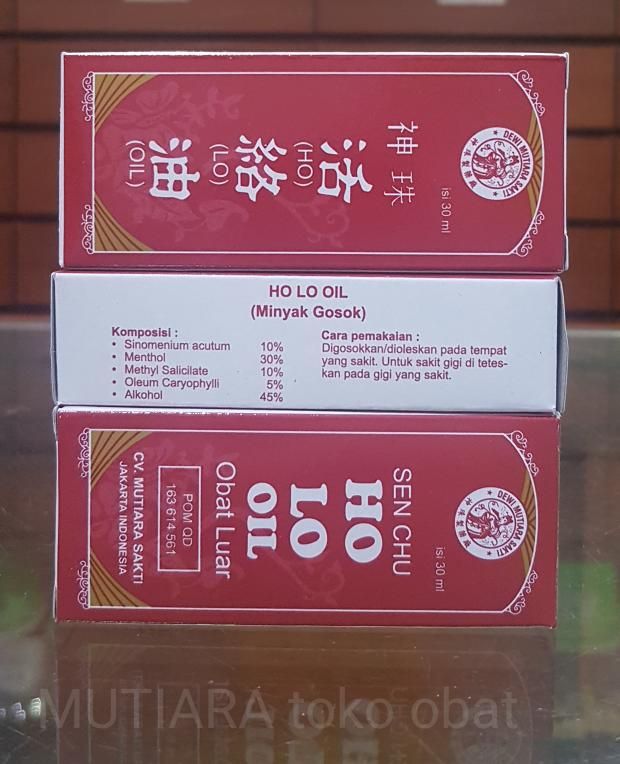 DEWI MUTIARA SAKTI
神珠
活絡油
(HO)
(LO)
(OIL)
isi 30 ml
HO LO OIL
(Minyak Gosok)
Komposisi :
• Sinomenium acutum 10%
• Menthol 30%
• Methyl Salicilate 10%
• Oleum Caryophylli 5%
• Alkohol 45%
Cara pemakaian :
Digosokkan/dioleskan pada tempat
yang sakit. Untuk sakit gigi di tetes-
kan pada gigi yang sakit.
DEWI MUTIARA SAKTI
isi 30 ml
SEN CHU
HO
LO
OIL
Obat Luar
POM QD
163 614 561
CV. MUTIARA SAKTI
JAKARTA INDONESIA
MUTIARA toko obat